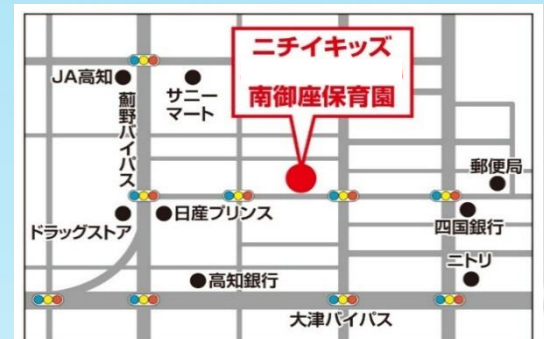 ニチイキッズ
南御座保育園
JA高知
サニー
マート
薊野バイパス
郵便局
ドラッグストア
日産プリンス
四国銀行
高知銀行
ニトリ
大津バイパス